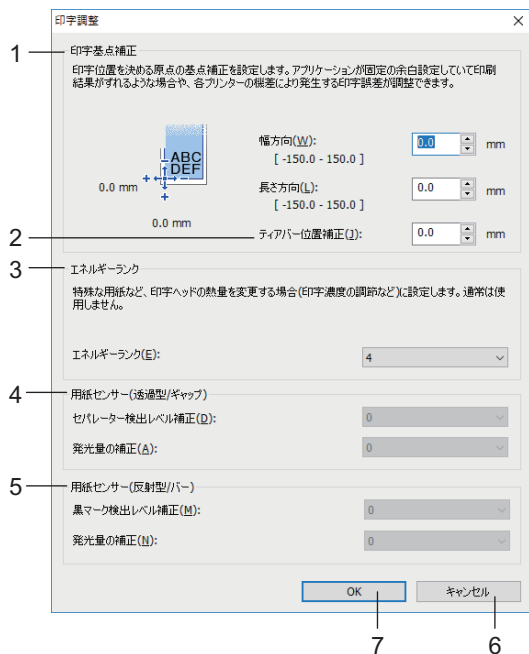 印字調整
1
印字基点補正
印字位置を決める原点の基点補正を設定します。アプリケーションが固定の余白設定していて印刷
結果がずれるような場合や、各プリンターの機差により発生する印字誤差が調整できます。
ABC
DEF
0.0 mm
0.0 mm
幅方向(W):
0.0
mm
[ -150.0 - 150.0 ]
長さ方向(L):
0.0
mm
[ -150.0 - 150.0 ]
2
ティアバー位置補正(J):
0.0
mm
3
エネルギーランク
特殊な用紙など、印字ヘッドの熱量を変更する場合(印字濃度の調節など)に設定します。通常は使
用しません。
エネルギーランク(E):
4
4
用紙センサー(透過型/ギャップ)
セパレーター検出レベル補正(D):
0
発光量の補正(A):
0
5
用紙センサー(反射型/バー)
黒マーク検出レベル補正(M):
0
発光量の補正(N):
0
OK
キャンセル
7
6